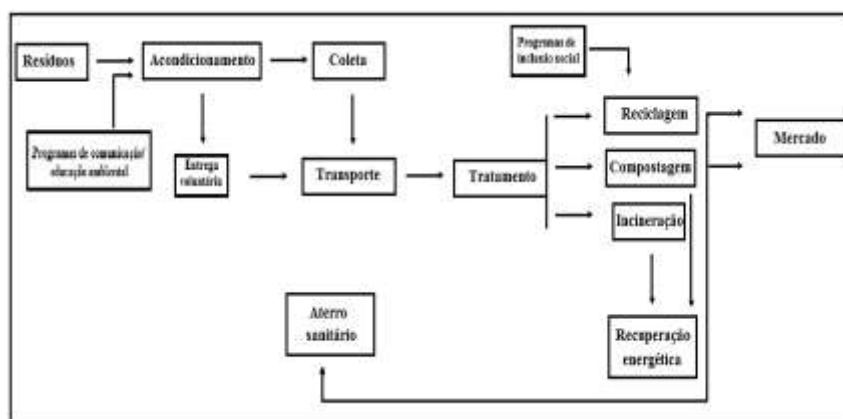 Resíduos
Acondicionamento
Coleta
Programas de
inclusão social
Reciclagem
Mercado
Programas de comunicação/
educação ambiental
Entrega
voluntária
Transporte
Tratamento
Compostagem
Incineração
Aterro
sanitário
Recuperação
energética